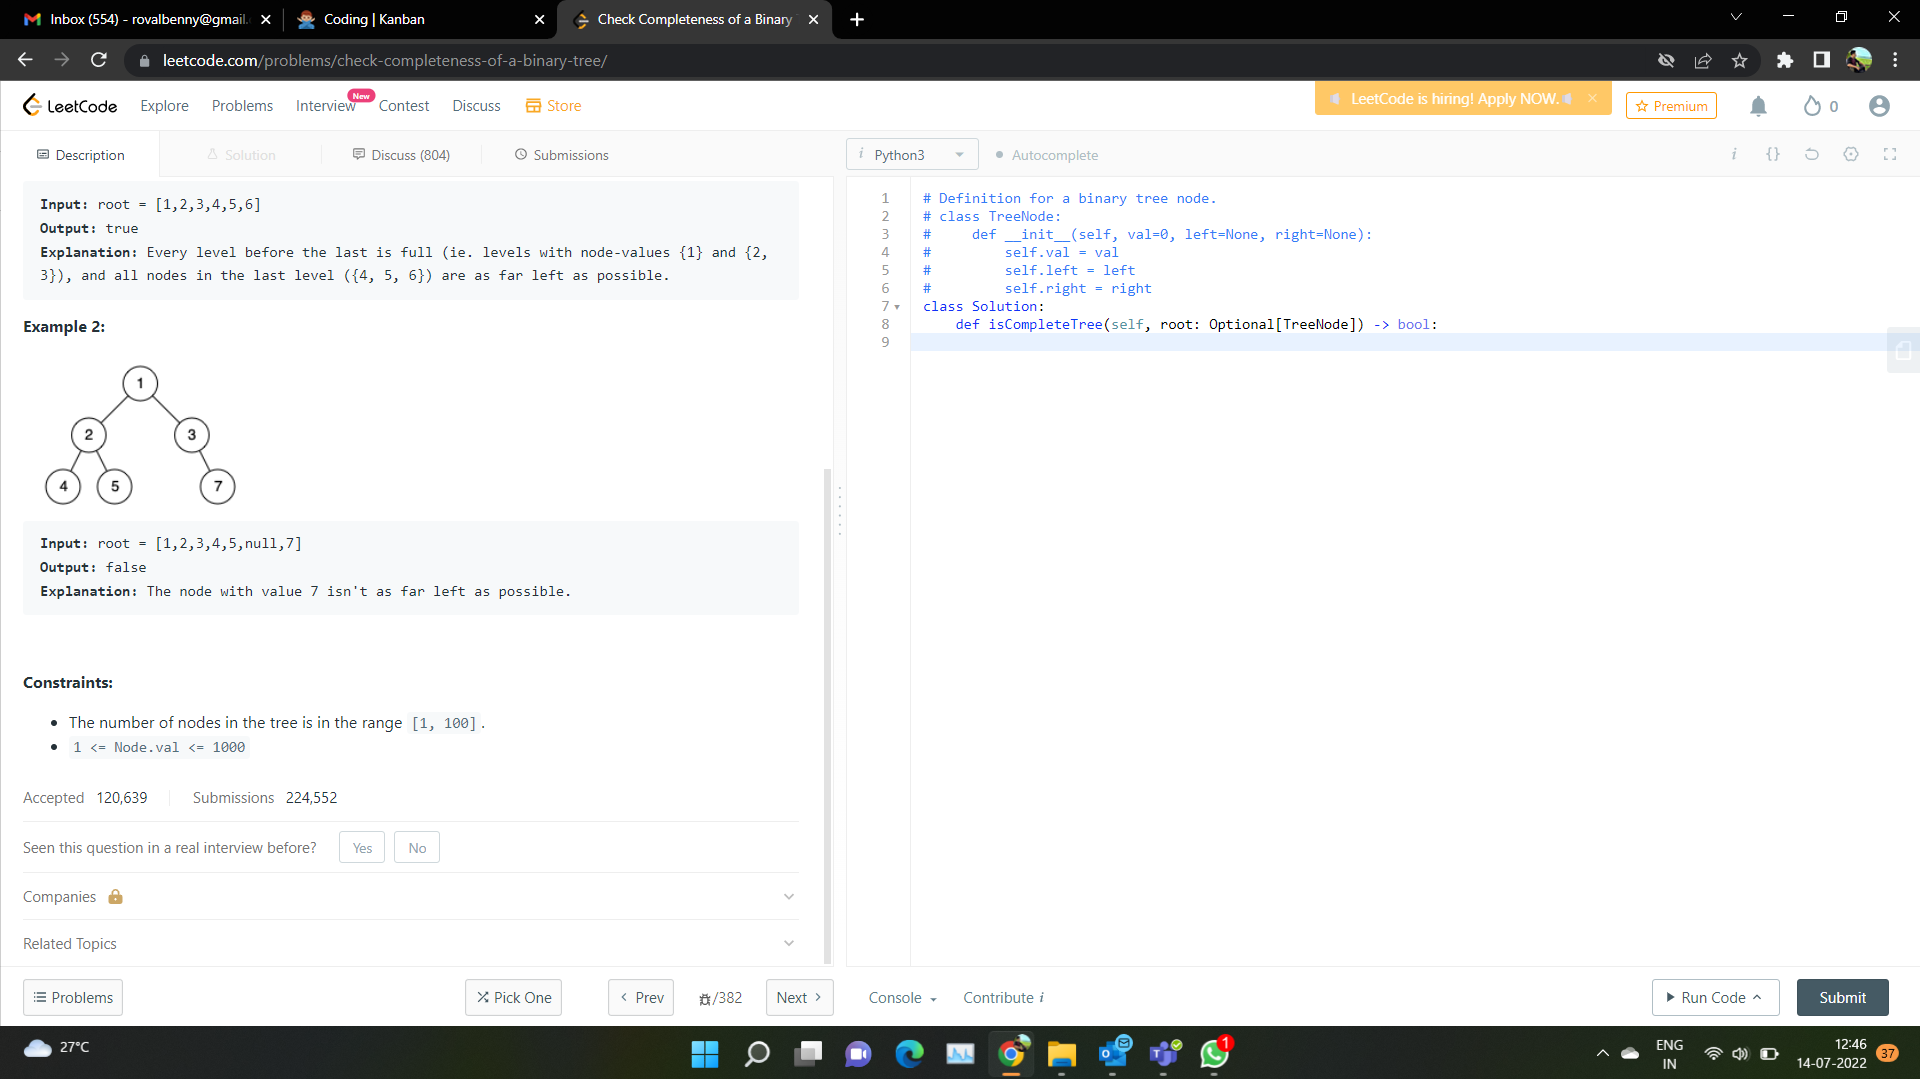 Inbox (554) - rovalbenny@gmail.
Coding | Kanban
Check Completeness of a Binary
leetcode.com/problems/check-completeness-of-a-binary-tree/
LeetCode
Explore
Problems
Interview
New
Contest
Discuss
Store
LeetCode is hiring! Apply NOW.
Premium
0
Description
Solution
Discuss (804)
Submissions
Python3
Autocomplete
Input: root = [1,2,3,4,5,6]
Output: true
Explanation: Every level before the last is full (ie. levels with node-values {1} and {2,
3}), and all nodes in the last level ({4, 5, 6}) are as far left as possible.
Example 2:
1
2 3
4 5 7
Input: root = [1,2,3,4,5,null,7]
Output: false
Explanation: The node with value 7 isn't as far left as possible.
Constraints:
The number of nodes in the tree is in the range [1, 100].
1 <= Node.val <= 1000
Accepted 120,639
Submissions 224,552
Seen this question in a real interview before?
Yes
No
Companies
Related Topics
1 # Definition for a binary tree node.
2 # class TreeNode:
3 #     def __init__(self, val=0, left=None, right=None):
4 #         self.val = val
5 #         self.left = left
6 #         self.right = right
7 class Solution:
8     def isCompleteTree(self, root: Optional[TreeNode]) -> bool:
9
Problems
Pick One
Prev
/382
Next
Console
Contribute i
Run Code
Submit
27°C
1
ENG
IN
12:46
14-07-2022
37